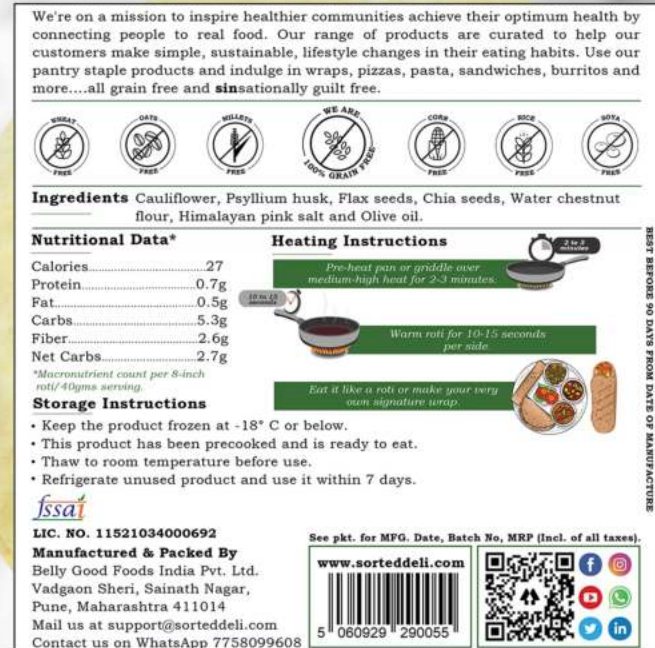 We're on a mission to inspire healthier communities achieve their optimum health by
connecting people to real food. Our range of products are curated to help our
customers make simple, sustainable, lifestyle changes in their eating habits. Use our
pantry staple products and indulge in wraps, pizzas, pasta, sandwiches, burritos and
more....all grain free and sinsationally guilt free.
WHEAT FREE
OATS FREE
MILLETS FREE
WE ARE 100% GRAIN FREE
CORN FREE
RICE FREE
SOYA FREE
Ingredients Cauliflower, Psyllium husk, Flax seeds, Chia seeds, Water chestnut
flour, Himalayan pink salt and Olive oil.
Nutritional Data*
Calories...............................27
Protein...............................0.7g
Fat......................................0.5g
Carbs..................................5.3g
Fiber...................................2.6g
Net Carbs...........................2.7g
*Macronutrient count per 8-inch
roti/40gms serving.
Heating Instructions
2 to 3
minutes
Pre-heat pan or griddle over
medium-high heat for 2-3 minutes.
10 to 15
seconds
Warm roti for 10-15 seconds
per side.
Eat it like a roti or make your very
own signature wrap.
Storage Instructions
• Keep the product frozen at -18° C or below.
• This product has been precooked and is ready to eat.
• Thaw to room temperature before use.
• Refrigerate unused product and use it within 7 days.
BEST BEFORE 90 DAYS FROM DATE OF MANUFACTURE
fssai
LIC. NO. 11521034000692
Manufactured & Packed By
Belly Good Foods India Pvt. Ltd.
Vadgaon Sheri, Sainath Nagar,
Pune, Maharashtra 411014
Mail us at support@sorteddeli.com
Contact us on WhatsApp 7758099608
See pkt. for MFG. Date, Batch No, MRP (Incl. of all taxes).
www.sorteddeli.com
5 060929 290055